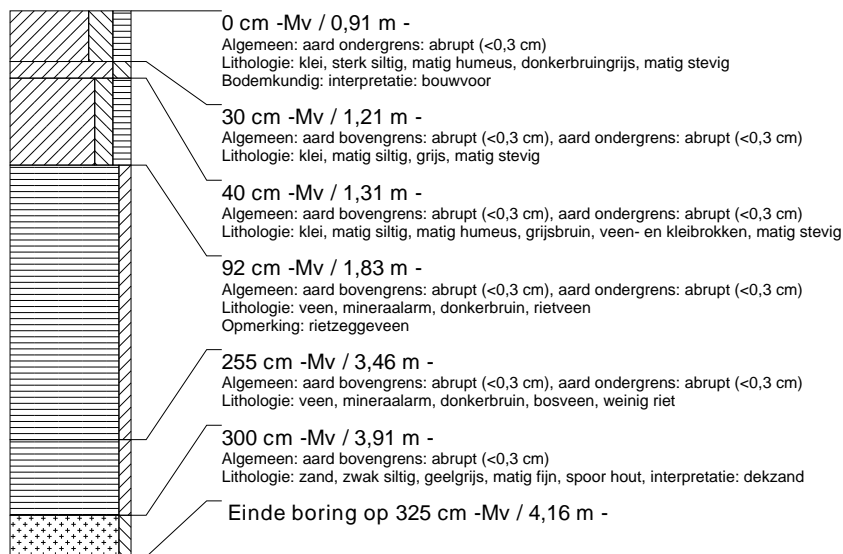 0 cm -Mv / 0,91 m -
Algemeen: aard ondergrens: abrupt (<0,3 cm)
Lithologie: klei, sterk siltig, matig humeus, donkerbruingrijs, matig stevig
Bodemkundig: interpretatie: bouwvoor
30 cm -Mv / 1,21 m -
Algemeen: aard bovengrens: abrupt (<0,3 cm), aard ondergrens: abrupt (<0,3 cm)
Lithologie: klei, matig siltig, grijs, matig stevig
40 cm -Mv / 1,31 m -
Algemeen: aard bovengrens: abrupt (<0,3 cm), aard ondergrens: abrupt (<0,3 cm)
Lithologie: klei, matig siltig, matig humeus, grijsbruin, veen- en kleibrokken, matig stevig
92 cm -Mv / 1,83 m -
Algemeen: aard bovengrens: abrupt (<0,3 cm), aard ondergrens: abrupt (<0,3 cm)
Lithologie: veen, mineraalarm, donkerbruin, rietveen
Opmerking: rietzeggeveen
255 cm -Mv / 3,46 m -
Algemeen: aard bovengrens: abrupt (<0,3 cm), aard ondergrens: abrupt (<0,3 cm)
Lithologie: veen, mineraalarm, donkerbruin, bosveen, weinig riet
300 cm -Mv / 3,91 m -
Algemeen: aard bovengrens: abrupt (<0,3 cm)
Lithologie: zand, zwak siltig, geelgrijs, matig fijn, spoor hout, interpretatie: dekzand
Einde boring op 325 cm -Mv / 4,16 m -